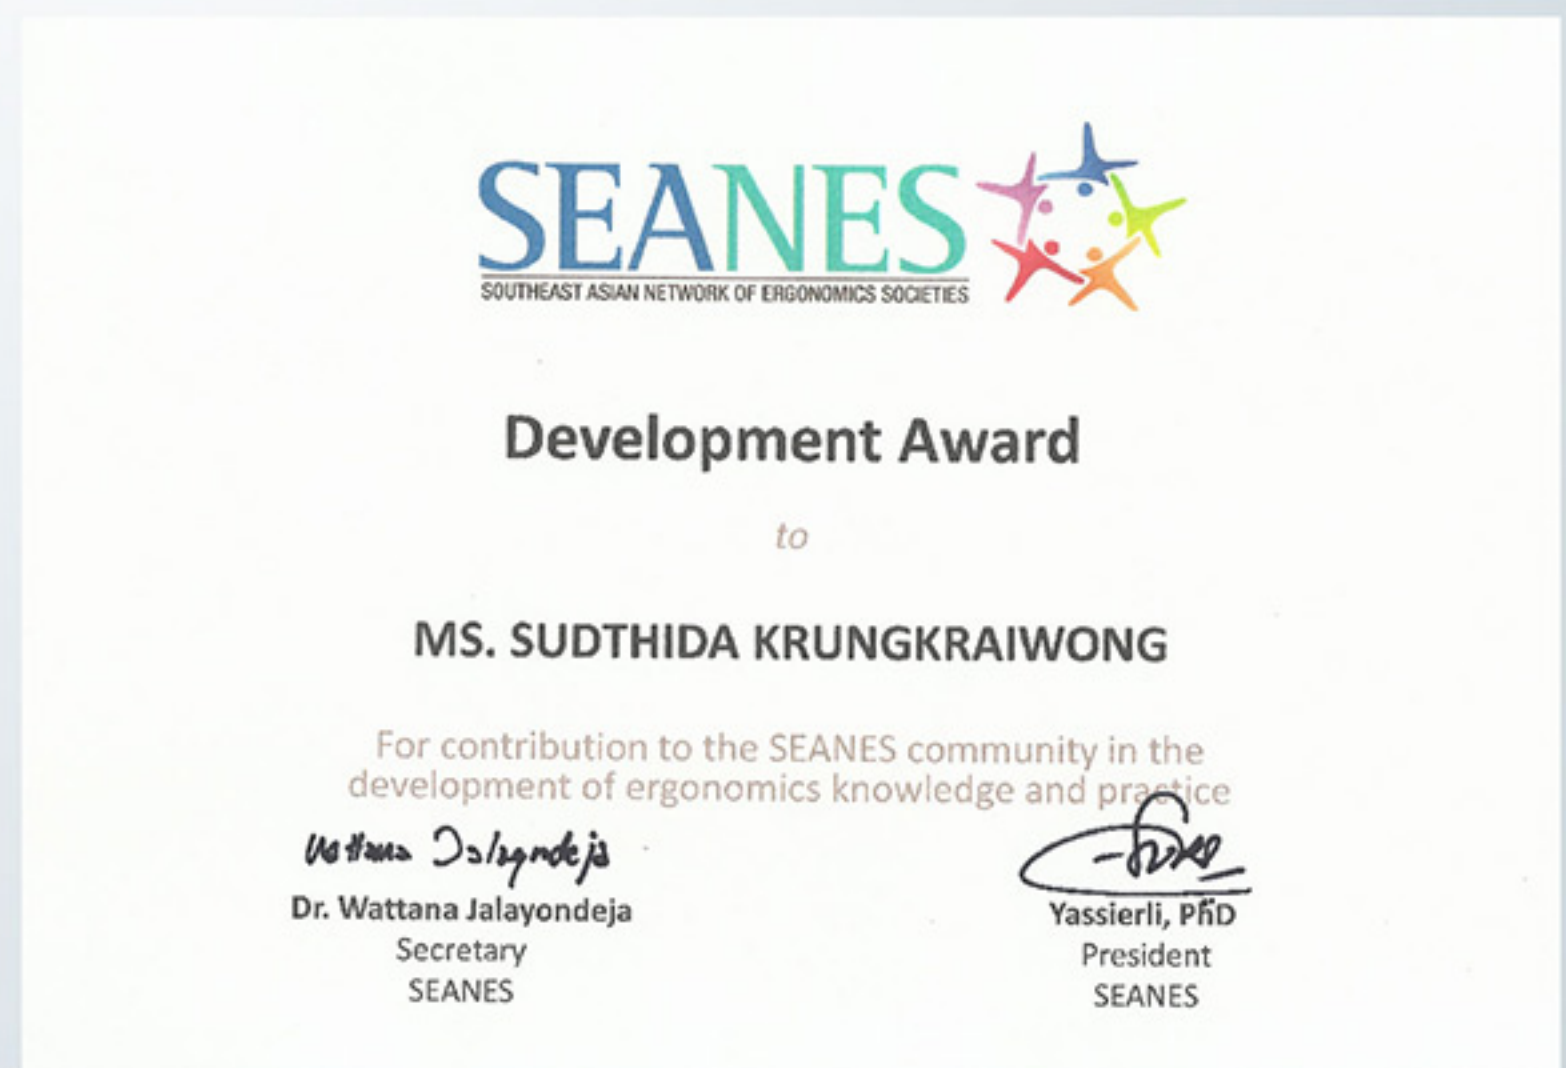 SEANES
SOUTHEAST ASIAN NETWORK OF ERGONOMICS SOCIETIES
Development Award
to
MS. SUDTHIDA KRUNGKRAIWONG
For contribution to the SEANES community in the
development of ergonomics knowledge and practice
Wattana Jalayondeja
Dr. Wattana Jalayondeja
Secretary
SEANES
Yassierli, PhD
President
SEANES